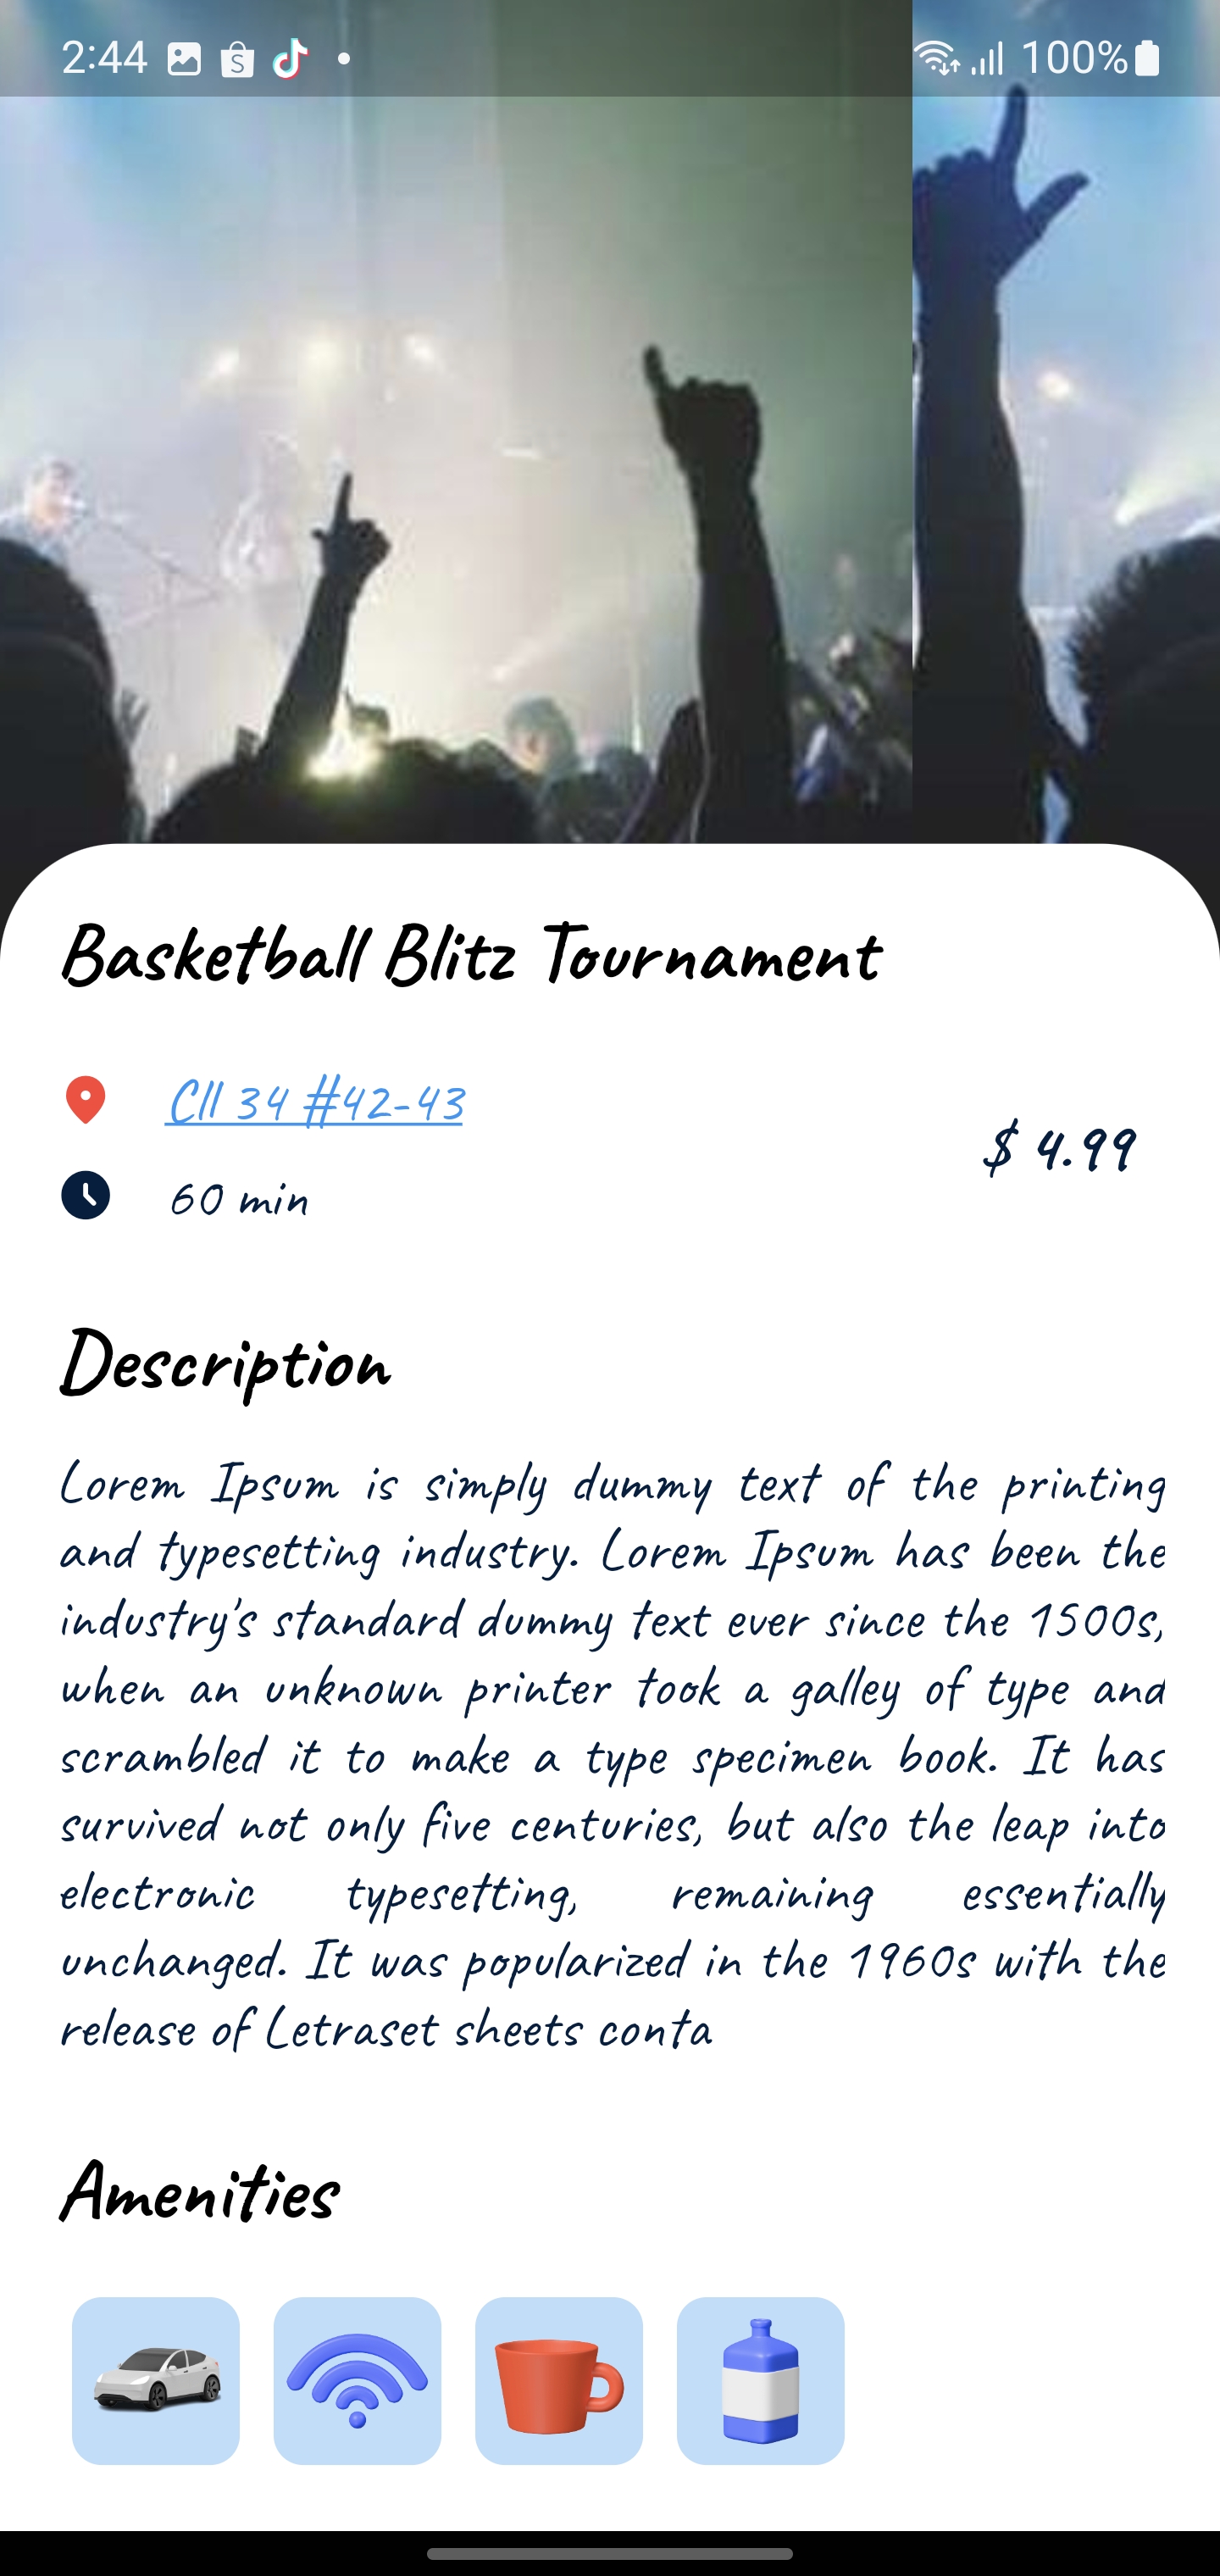 2:44
100%
Basketball Blitz Tournament
Cll 34 #42-43
$ 4.99
60 min
Description
Lorem Ipsum is simply dummy text of the printing
and typesetting industry. Lorem Ipsum has been the
industry's standard dummy text ever since the 1500s,
when an unknown printer took a galley of type and
scrambled it to make a type specimen book. It has
survived not only five centuries, but also the leap into
electronic typesetting, remaining essentially
unchanged. It was popularized in the 1960s with the
release of Letraset sheets conta
Amenities